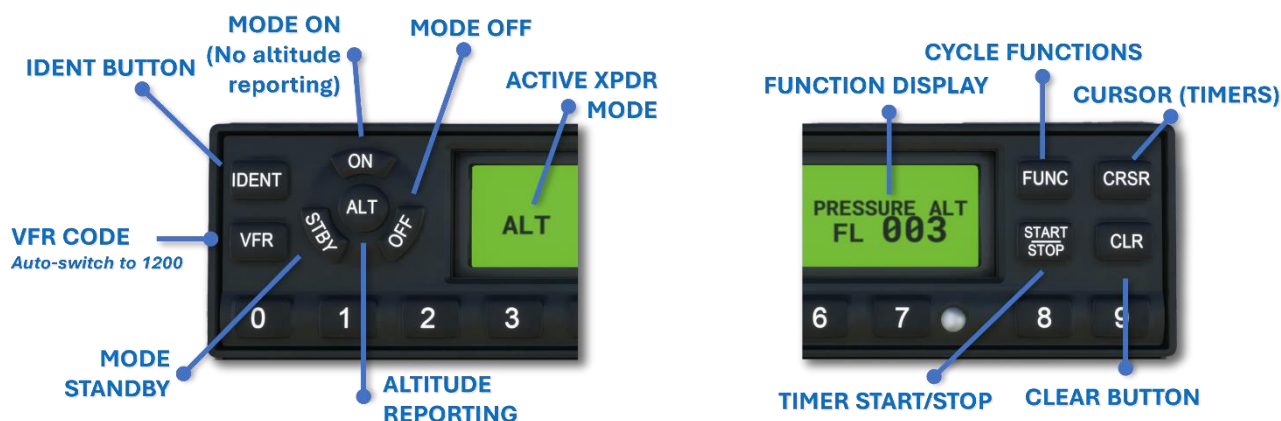 MODE ON
(No altitude
reporting)
MODE OFF
IDENT BUTTON
ACTIVE XPDR
MODE
ON
IDENT
ALT
STBY
OFF
ALT
VFR
VFR CODE
Auto-switch to 1200
0 1 2 3
MODE
STANDBY
ALTITUDE
REPORTING
CYCLE FUNCTIONS
FUNCTION DISPLAY
CURSOR (TIMERS)
FUNC CRSR
PRESSURE ALT
FL 003
START
STOP
CLR
6 7 8 9
TIMER START/STOP
CLEAR BUTTON